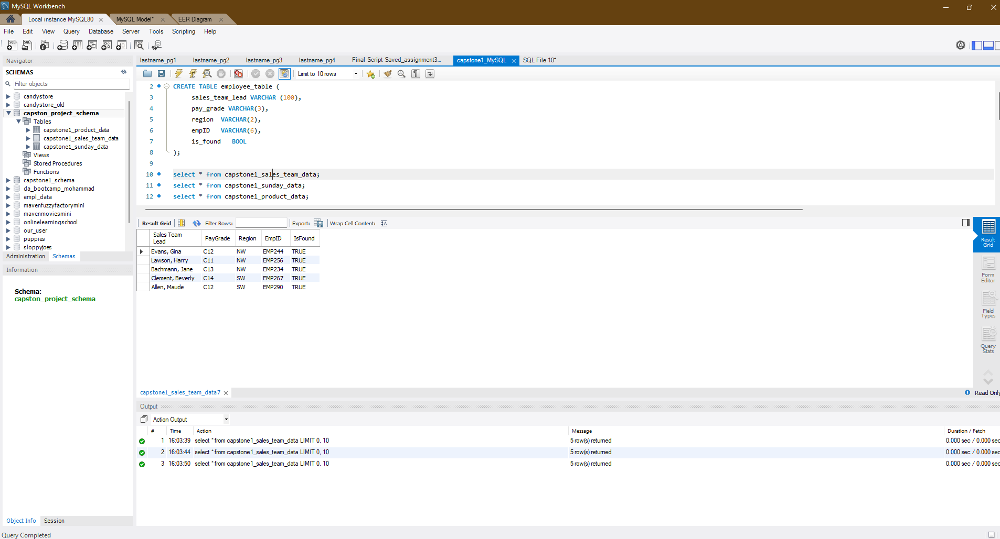 MySQL Workbench
Local instance MySQL80
MySQL Model*
EER Diagram
File Edit View Query Database Server Tools Scripting Help
Navigator
SCHEMAS
Filter objects
candystore
candystore_old
capston_project_schema
Tables
capstone1_product_data
capstone1_sales_team_data
capstone1_sunday_data
Views
Stored Procedures
Functions
capstone1_schema
da_bootcamp_mohammad
empl_data
mavenfuzzyfactorymini
mavenmoviesmini
onlinelearningschool
our_user
puppies
sloppyjoes
Administration Schemas
Information
Schema:
capston_project_schema
Object Info Session
Query Completed
lastname_pg1 lastname_pg2 lastname_pg3 lastname_pg4 Final Script Saved_assignment3... capstone1_MySQL SQL File 10*
Limit to 10 rows
2 CREATE TABLE employee_table (
3 sales_team_lead VARCHAR (100),
4 pay_grade VARCHAR(3),
5 region VARCHAR(2),
6 empID VARCHAR(6),
7 is_found BOOL
8 );
9
10 select * from capstone1_sales_team_data;
11 select * from capstone1_sunday_data;
12 select * from capstone1_product_data;
Result Grid Filter Rows: Export: Wrap Cell Content:
Sales Team Lead PayGrade Region EmpID IsFound
Evans, Gina C12 NW EMP244 TRUE
Lawson, Harry C11 NW EMP256 TRUE
Bachmann, Jane C13 NW EMP234 TRUE
Clement, Beverly C14 SW EMP267 TRUE
Allen, Maude C12 SW EMP290 TRUE
Result
Grid
Form
Editor
Field
Types
Query
Stats
capstone1_sales_team_data7
Read Only
Output
Action Output
# Time Action Message Duration / Fetch
1 16:03:39 select * from capstone1_sales_team_data LIMIT 0, 10 5 row(s) returned 0.000 sec / 0.000 sec
2 16:03:44 select * from capstone1_sales_team_data LIMIT 0, 10 5 row(s) returned 0.000 sec / 0.000 sec
3 16:03:50 select * from capstone1_sales_team_data LIMIT 0, 10 5 row(s) returned 0.000 sec / 0.000 sec